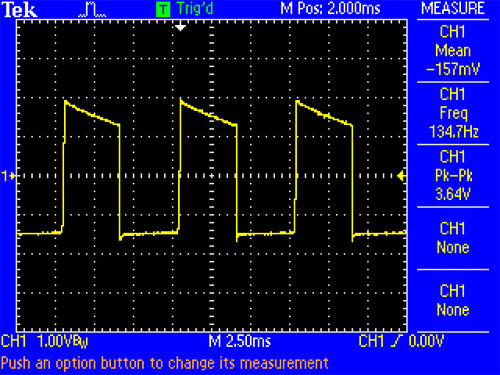 Tek T Trig'd M Pos: 2.000ms MEASURE
CH1
Mean
-157mV
CH1
Freq
134.7Hz
1
CH1
Pk-Pk
3.64V
CH1
None
CH1
None
CH1 1.00VBW M 2.50ms CH1 / 0.00V
Push an option button to change its measurement